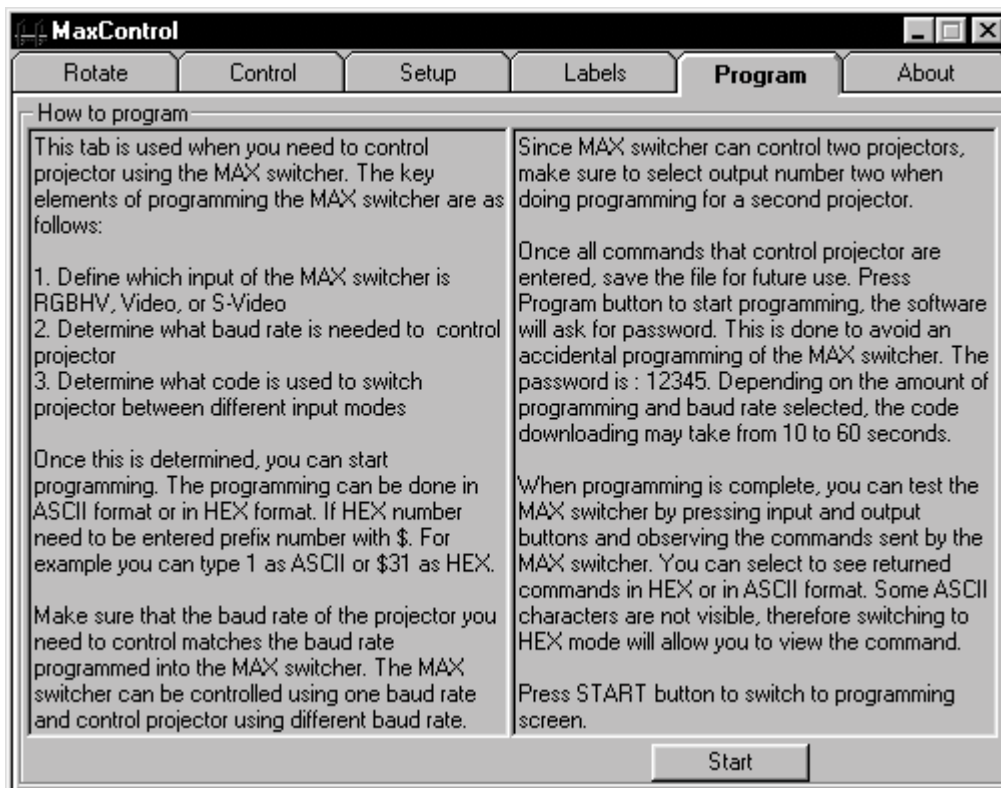 MaxControl
Rotate
Control
Setup
Labels
Program
About
How to program
This tab is used when you need to control
projector using the MAX switcher. The key
elements of programming the MAX switcher are as
follows:
1. Define which input of the MAX switcher is
RGBHV, Video, or S-Video
2. Determine what baud rate is needed to  control
projector
3. Determine what code is used to switch
projector between different input modes
Once this is determined, you can start
programming. The programming can be done in
ASCII format or in HEX format. If HEX number
need to be entered prefix number with $. For
example you can type 1 as ASCII or $31 as HEX.
Make sure that the baud rate of the projector you
need to control matches the baud rate
programmed into the MAX switcher. The MAX
switcher can be controlled using one baud rate
and control projector using different baud rate.
Since MAX switcher can control two projectors,
make sure to select output number two when
doing programming for a second projector.
Once all commands that control projector are
entered, save the file for future use. Press
Program button to start programming, the software
will ask for password. This is done to avoid an
accidental programming of the MAX switcher. The
password is : 12345. Depending on the amount of
programming and baud rate selected, the code
downloading may take from 10 to 60 seconds.
When programming is complete, you can test the
MAX switcher by pressing input and output
buttons and observing the commands sent by the
MAX switcher. You can select to see returned
commands in HEX or in ASCII format. Some ASCII
characters are not visible, therefore switching to
HEX mode will allow you to view the command.
Press START button to switch to programming
screen.
Start